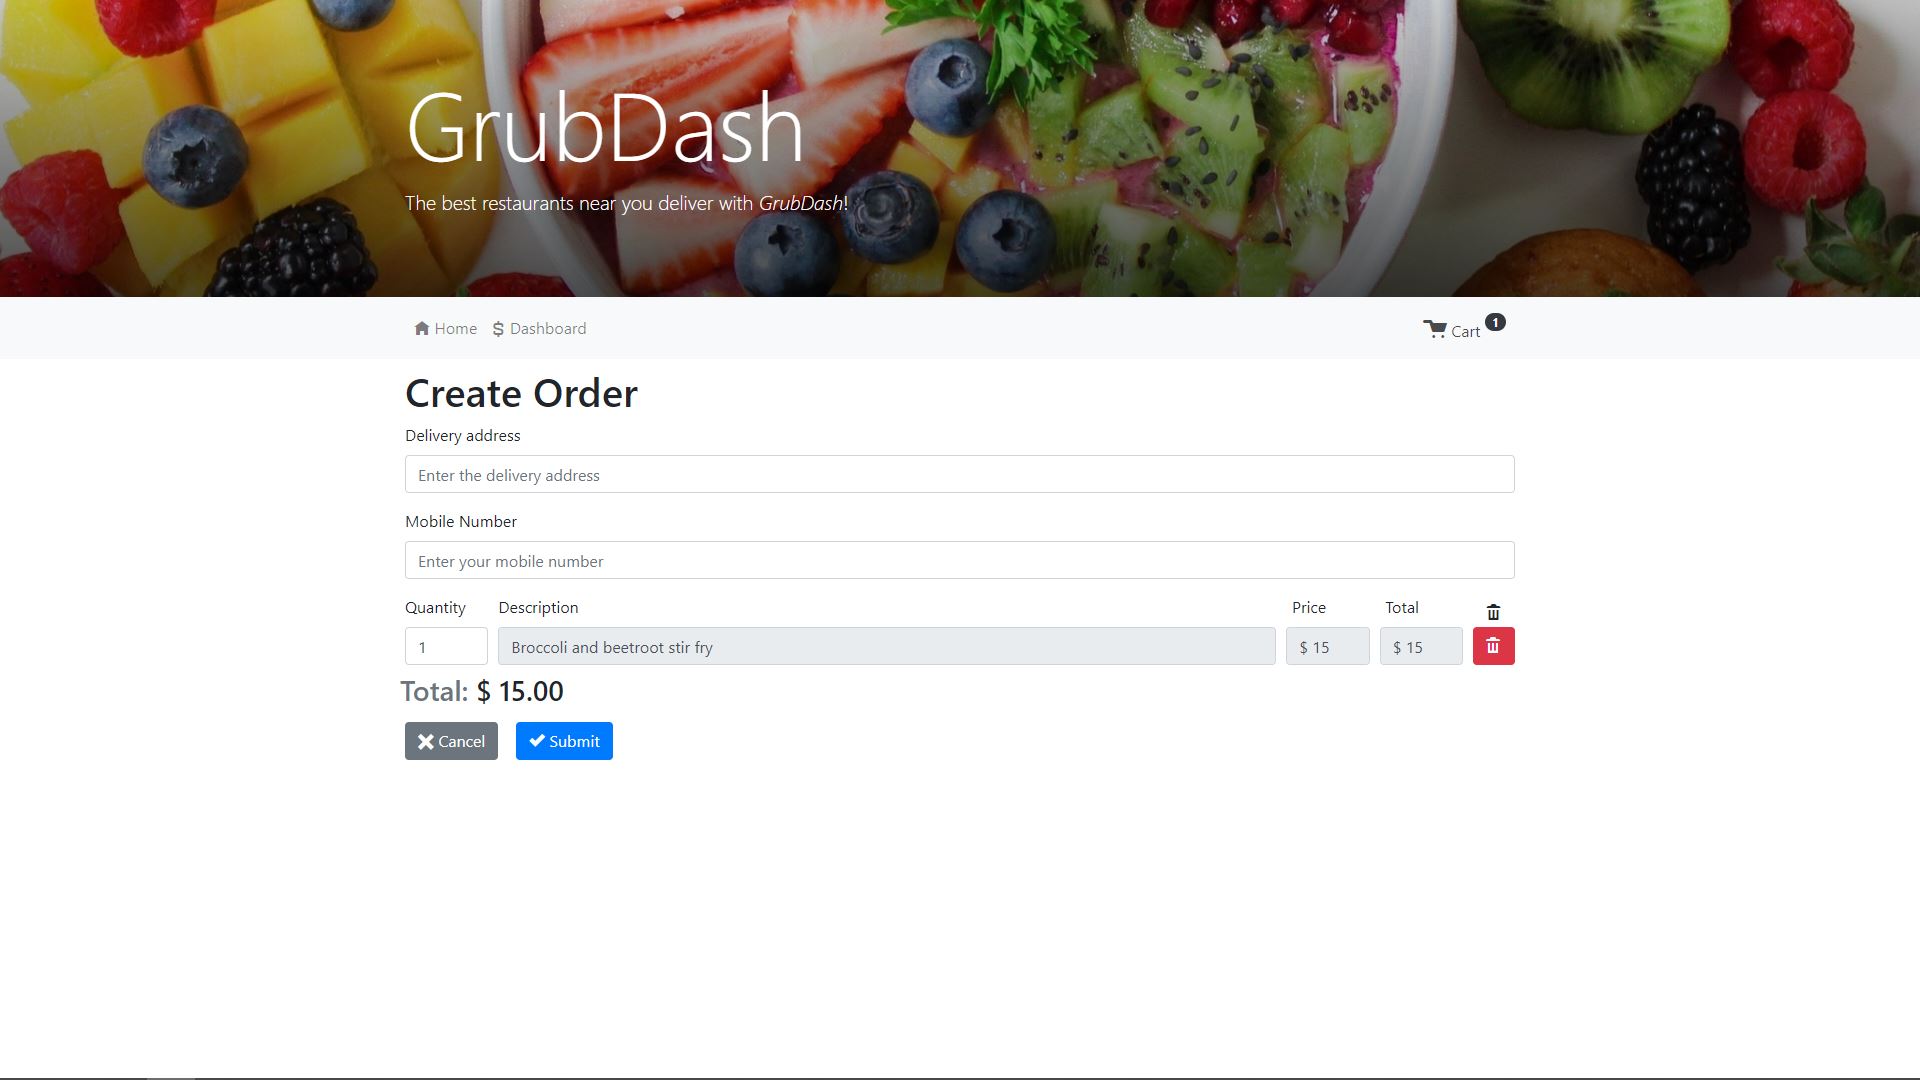 GrubDash
The best restaurants near you deliver with GrubDash!
Home Dashboard Cart 1
Create Order
Delivery address
Enter the delivery address
Mobile Number
Enter your mobile number
Quantity Description Price Total
1 Broccoli and beetroot stir fry $ 15 $ 15
Total: $ 15.00
Cancel Submit